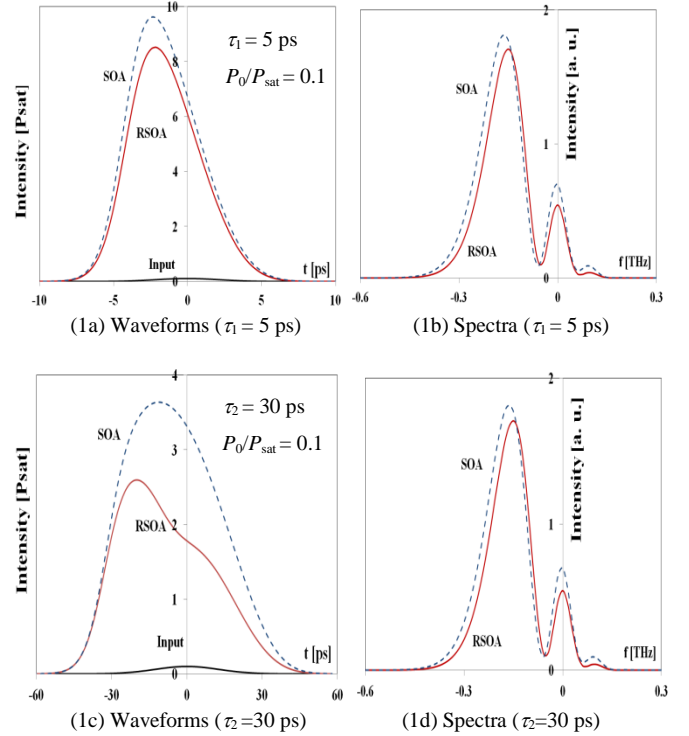 Intensity [Psat]
10
8
6
4
2
0
τ1 = 5 ps
P0/Psat = 0.1
SOA
RSOA
Input
t [ps]
-10
-5
0
5
10
(1a) Waveforms (τ1 = 5 ps)
2
1
0
Intensity [a. u.]
SOA
RSOA
f [THz]
-0.6
-0.3
0
0.3
(1b) Spectra (τ1 = 5 ps)
Intensity [Psat]
4
3
2
1
0
τ2 = 30 ps
P0/Psat = 0.1
SOA
RSOA
Input
t [ps]
-60
-30
0
30
60
(1c) Waveforms (τ2 =30 ps)
2
1
0
Intensity [a. u.]
SOA
RSOA
f [THz]
-0.6
-0.3
0
0.3
(1d) Spectra (τ2=30 ps)